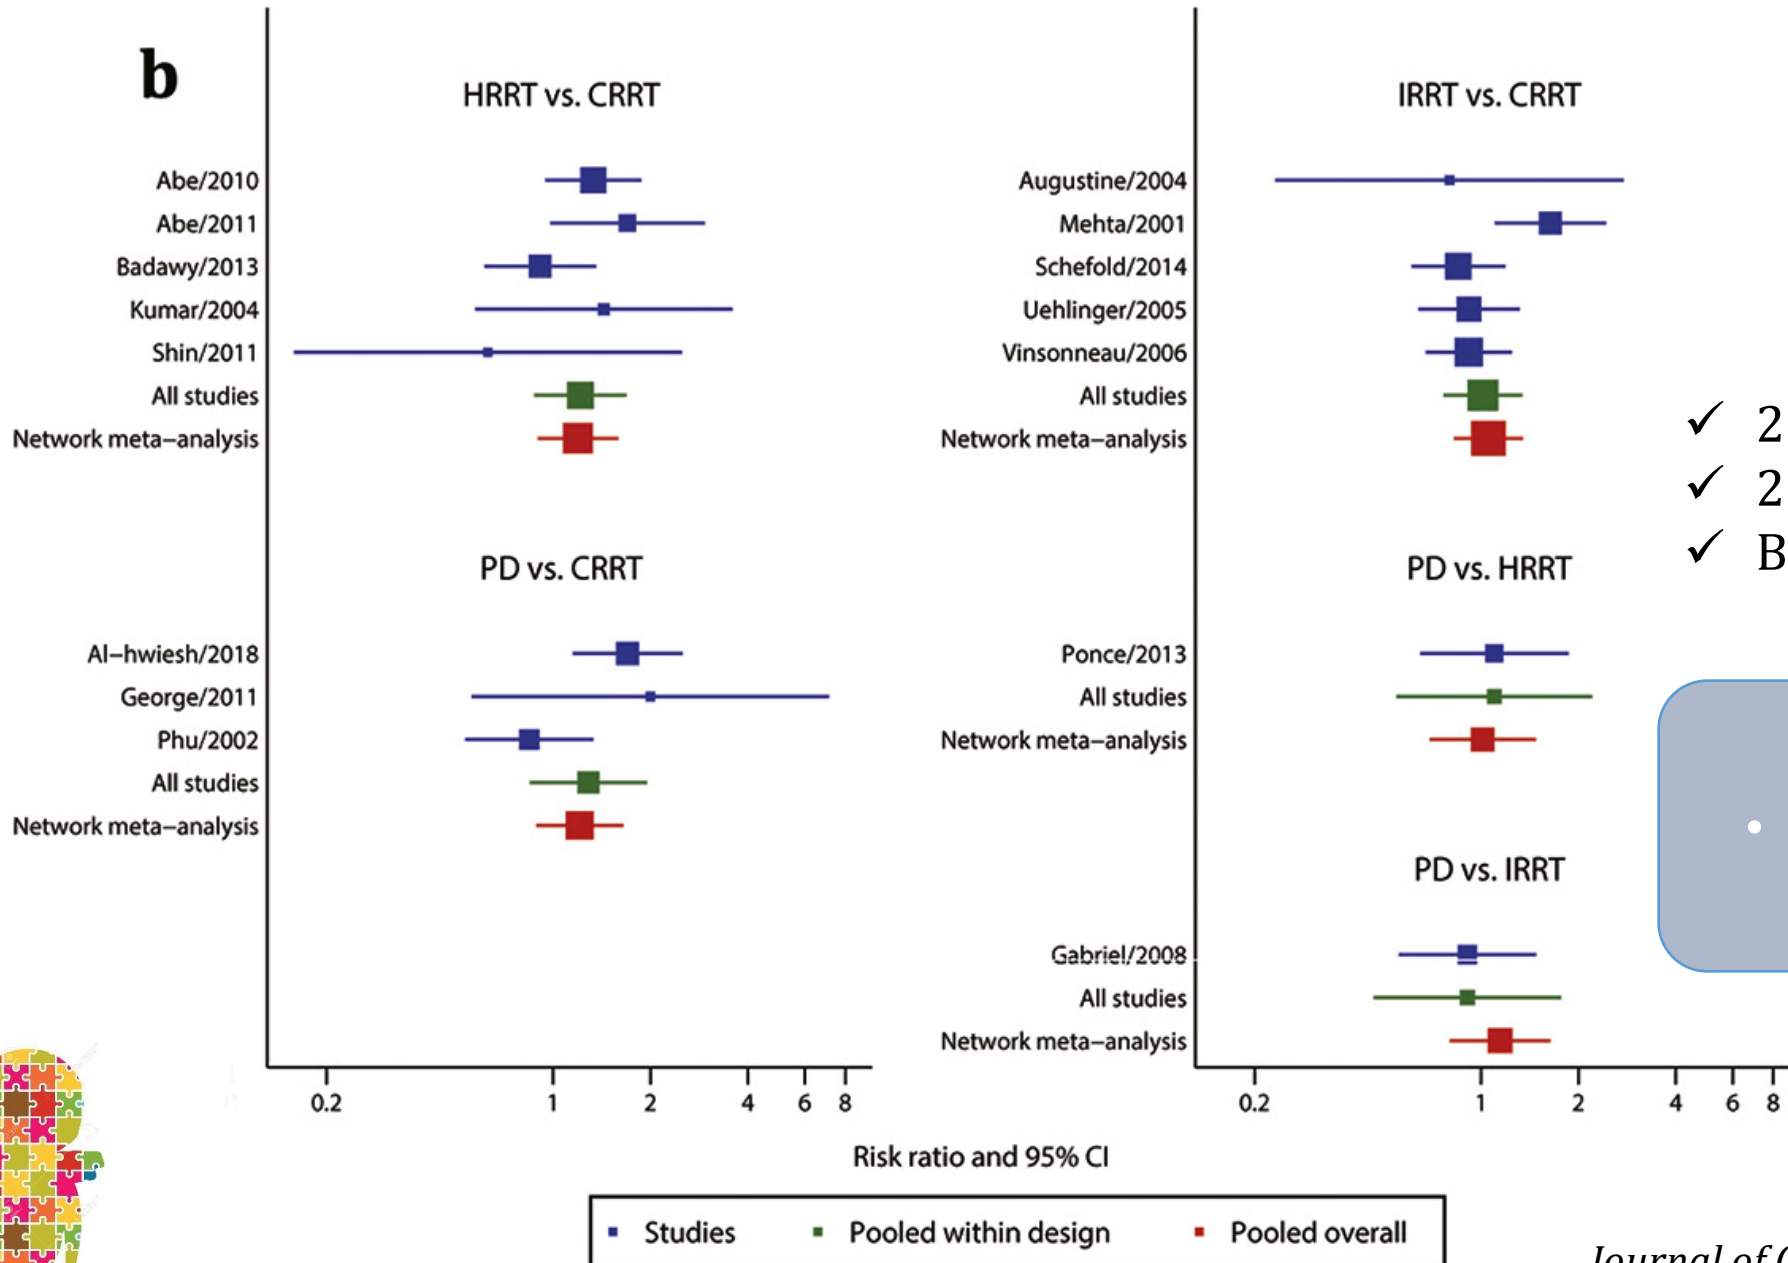 b
HRRT vs. CRRT
Abe/2010
Abe/2011
Badawy/2013
Kumar/2004
Shin/2011
All studies
Network meta–analysis
PD vs. CRRT
Al–hwiesh/2018
George/2011
Phu/2002
All studies
Network meta–analysis
0.2 1 2 4 6 8
IRRT vs. CRRT
Augustine/2004
Mehta/2001
Schefold/2014
Uehlinger/2005
Vinsonneau/2006
All studies
Network meta–analysis
PD vs. HRRT
Ponce/2013
All studies
Network meta–analysis
PD vs. IRRT
Gabriel/2008
All studies
Network meta–analysis
0.2 1 2 4 6 8
Risk ratio and 95% CI
Studies Pooled within design Pooled overall
✓ 2
✓ 2
✓ B
•
Journal of